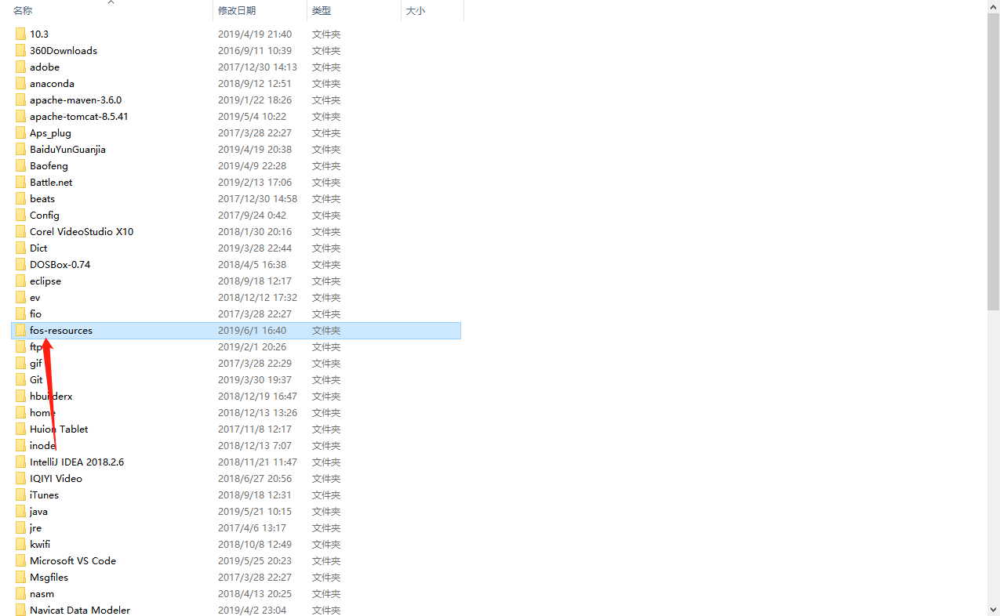 名称 修改日期 类型 大小
10.3 2019/4/19 21:40 文件夹
360Downloads 2016/9/11 10:39 文件夹
adobe 2017/12/30 14:13 文件夹
anaconda 2018/9/12 12:51 文件夹
apache-maven-3.6.0 2019/1/22 18:26 文件夹
apache-tomcat-8.5.41 2019/5/4 10:22 文件夹
Aps_plug 2017/3/28 22:27 文件夹
BaiduYunGuanjia 2019/4/19 20:38 文件夹
Baofeng 2019/4/9 22:28 文件夹
Battle.net 2019/2/13 17:06 文件夹
beats 2017/12/30 14:58 文件夹
Config 2017/9/24 0:42 文件夹
Corel VideoStudio X10 2018/1/30 20:16 文件夹
Dict 2019/3/28 22:44 文件夹
DOSBox-0.74 2018/4/5 16:38 文件夹
eclipse 2018/9/18 12:17 文件夹
ev 2018/12/12 17:32 文件夹
fio 2017/3/28 22:27 文件夹
fos-resources 2019/6/1 16:40 文件夹
ftp 2019/2/1 20:26 文件夹
gif 2017/3/28 22:29 文件夹
Git 2019/3/30 19:37 文件夹
hbuilderx 2018/12/19 16:47 文件夹
home 2018/12/13 13:26 文件夹
Huion Tablet 2017/11/8 12:17 文件夹
inode 2018/12/13 7:07 文件夹
IntelliJ IDEA 2018.2.6 2018/11/21 11:47 文件夹
IQIYI Video 2018/6/27 20:56 文件夹
iTunes 2018/9/18 12:31 文件夹
java 2019/5/21 10:15 文件夹
jre 2017/4/6 13:17 文件夹
kwifi 2018/10/8 12:49 文件夹
Microsoft VS Code 2019/5/25 20:23 文件夹
Msgfiles 2017/3/28 22:27 文件夹
nasm 2018/4/13 20:25 文件夹
Navicat Data Modeler 2019/4/2 23:04 文件夹